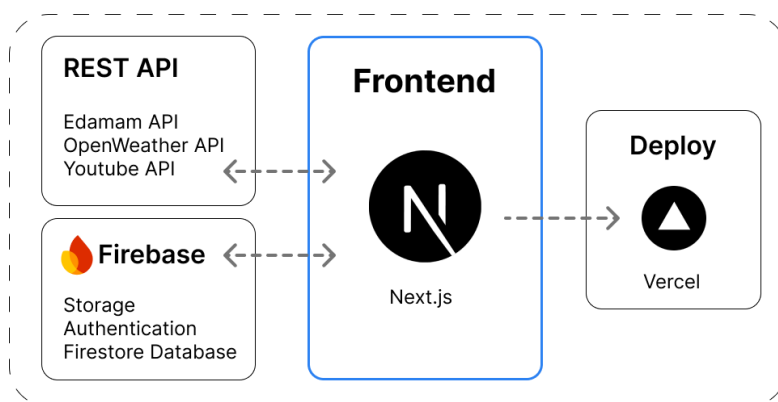 REST API
Edamam API
OpenWeather API
Youtube API
Firebase
Storage
Authentication
Firestore Database
Frontend
Next.js
Deploy
Vercel